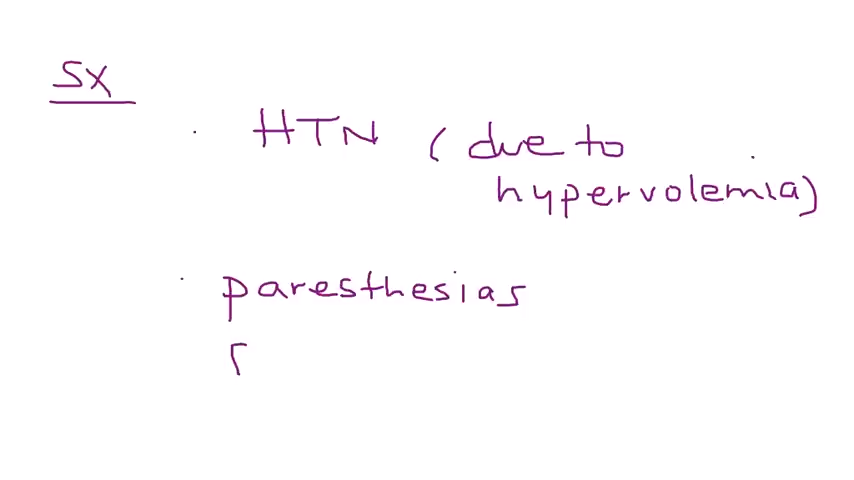 Sx
· HTN (due to
hypervolemia)
· paresthesias